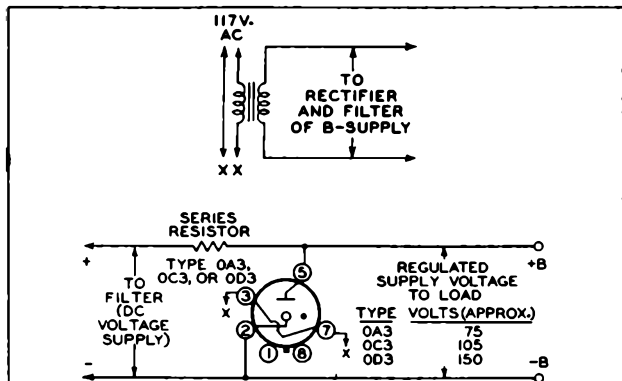 117V.
AC
TO
RECTIFIER
AND FILTER
OF B-SUPPLY
X X
SERIES
RESISTOR
+
TYPE 0A3,
0C3, OR 0D3
5
REGULATED
SUPPLY VOLTAGE
TO LOAD
+B
TO
FILTER
(DC
VOLTAGE
SUPPLY)
3
X
2
7
X
1
8
TYPE VOLTS (APPROX.)
0A3 75
0C3 105
0D3 150
-
-B